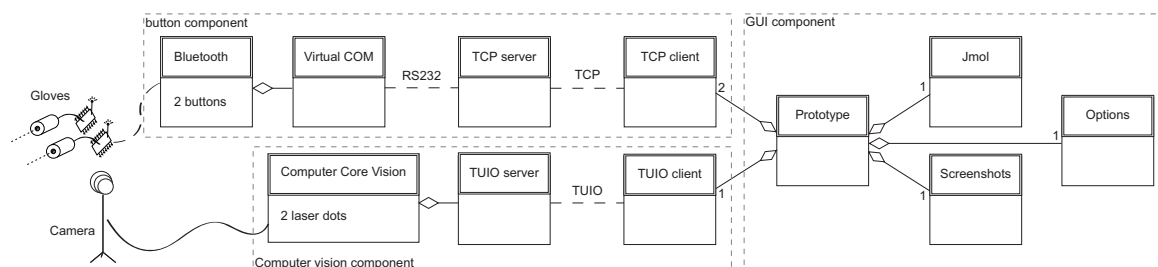 button component
GUI component
Bluetooth
2 buttons
Virtual COM
RS232
TCP server
TCP
TCP client
2
Jmol
1
Gloves
Prototype
Options
1
Computer Core Vision
2 laser dots
TUIO server
TUIO
TUIO client
1
Screenshots
1
Camera
Computer vision component